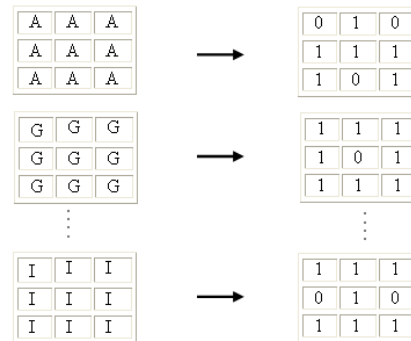 A A A 0 1 0
A A A 1 1 1
A A A 1 0 1
G G G 1 1 1
G G G 1 0 1
G G G 1 1 1
I I I 1 1 1
I I I 0 1 0
I I I 1 1 1